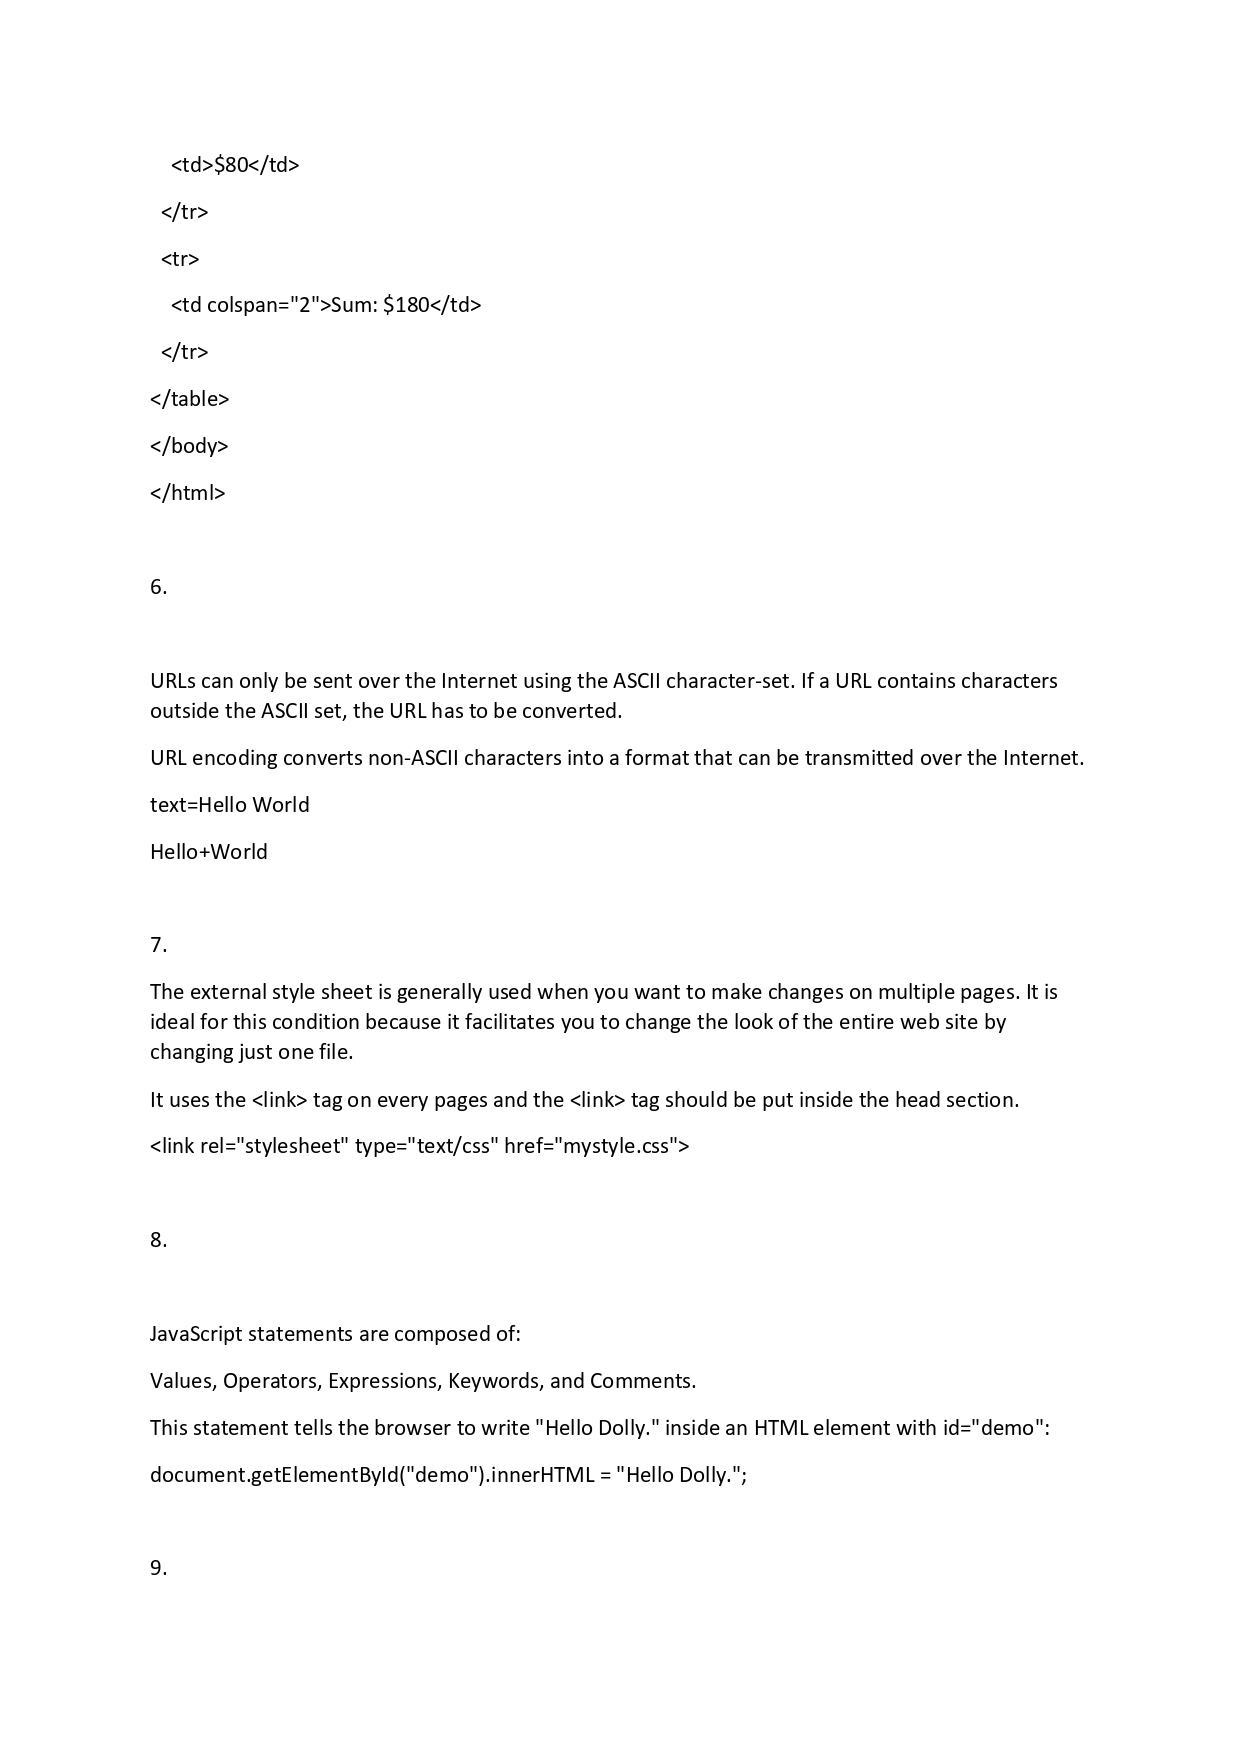 <td>$80</td>
</tr>
<tr>
<td colspan="2">Sum: $180</td>
</tr>
</table>
</body>
</html>
6.
URLs can only be sent over the Internet using the ASCII character-set. If a URL contains characters
outside the ASCII set, the URL has to be converted.
URL encoding converts non-ASCII characters into a format that can be transmitted over the Internet.
text=Hello World
Hello+World
7.
The external style sheet is generally used when you want to make changes on multiple pages. It is
ideal for this condition because it facilitates you to change the look of the entire web site by
changing just one file.
It uses the <link> tag on every pages and the <link> tag should be put inside the head section.
<link rel="stylesheet" type="text/css" href="mystyle.css">
8.
JavaScript statements are composed of:
Values, Operators, Expressions, Keywords, and Comments.
This statement tells the browser to write "Hello Dolly." inside an HTML element with id="demo":
document.getElementById("demo").innerHTML = "Hello Dolly.";
9.